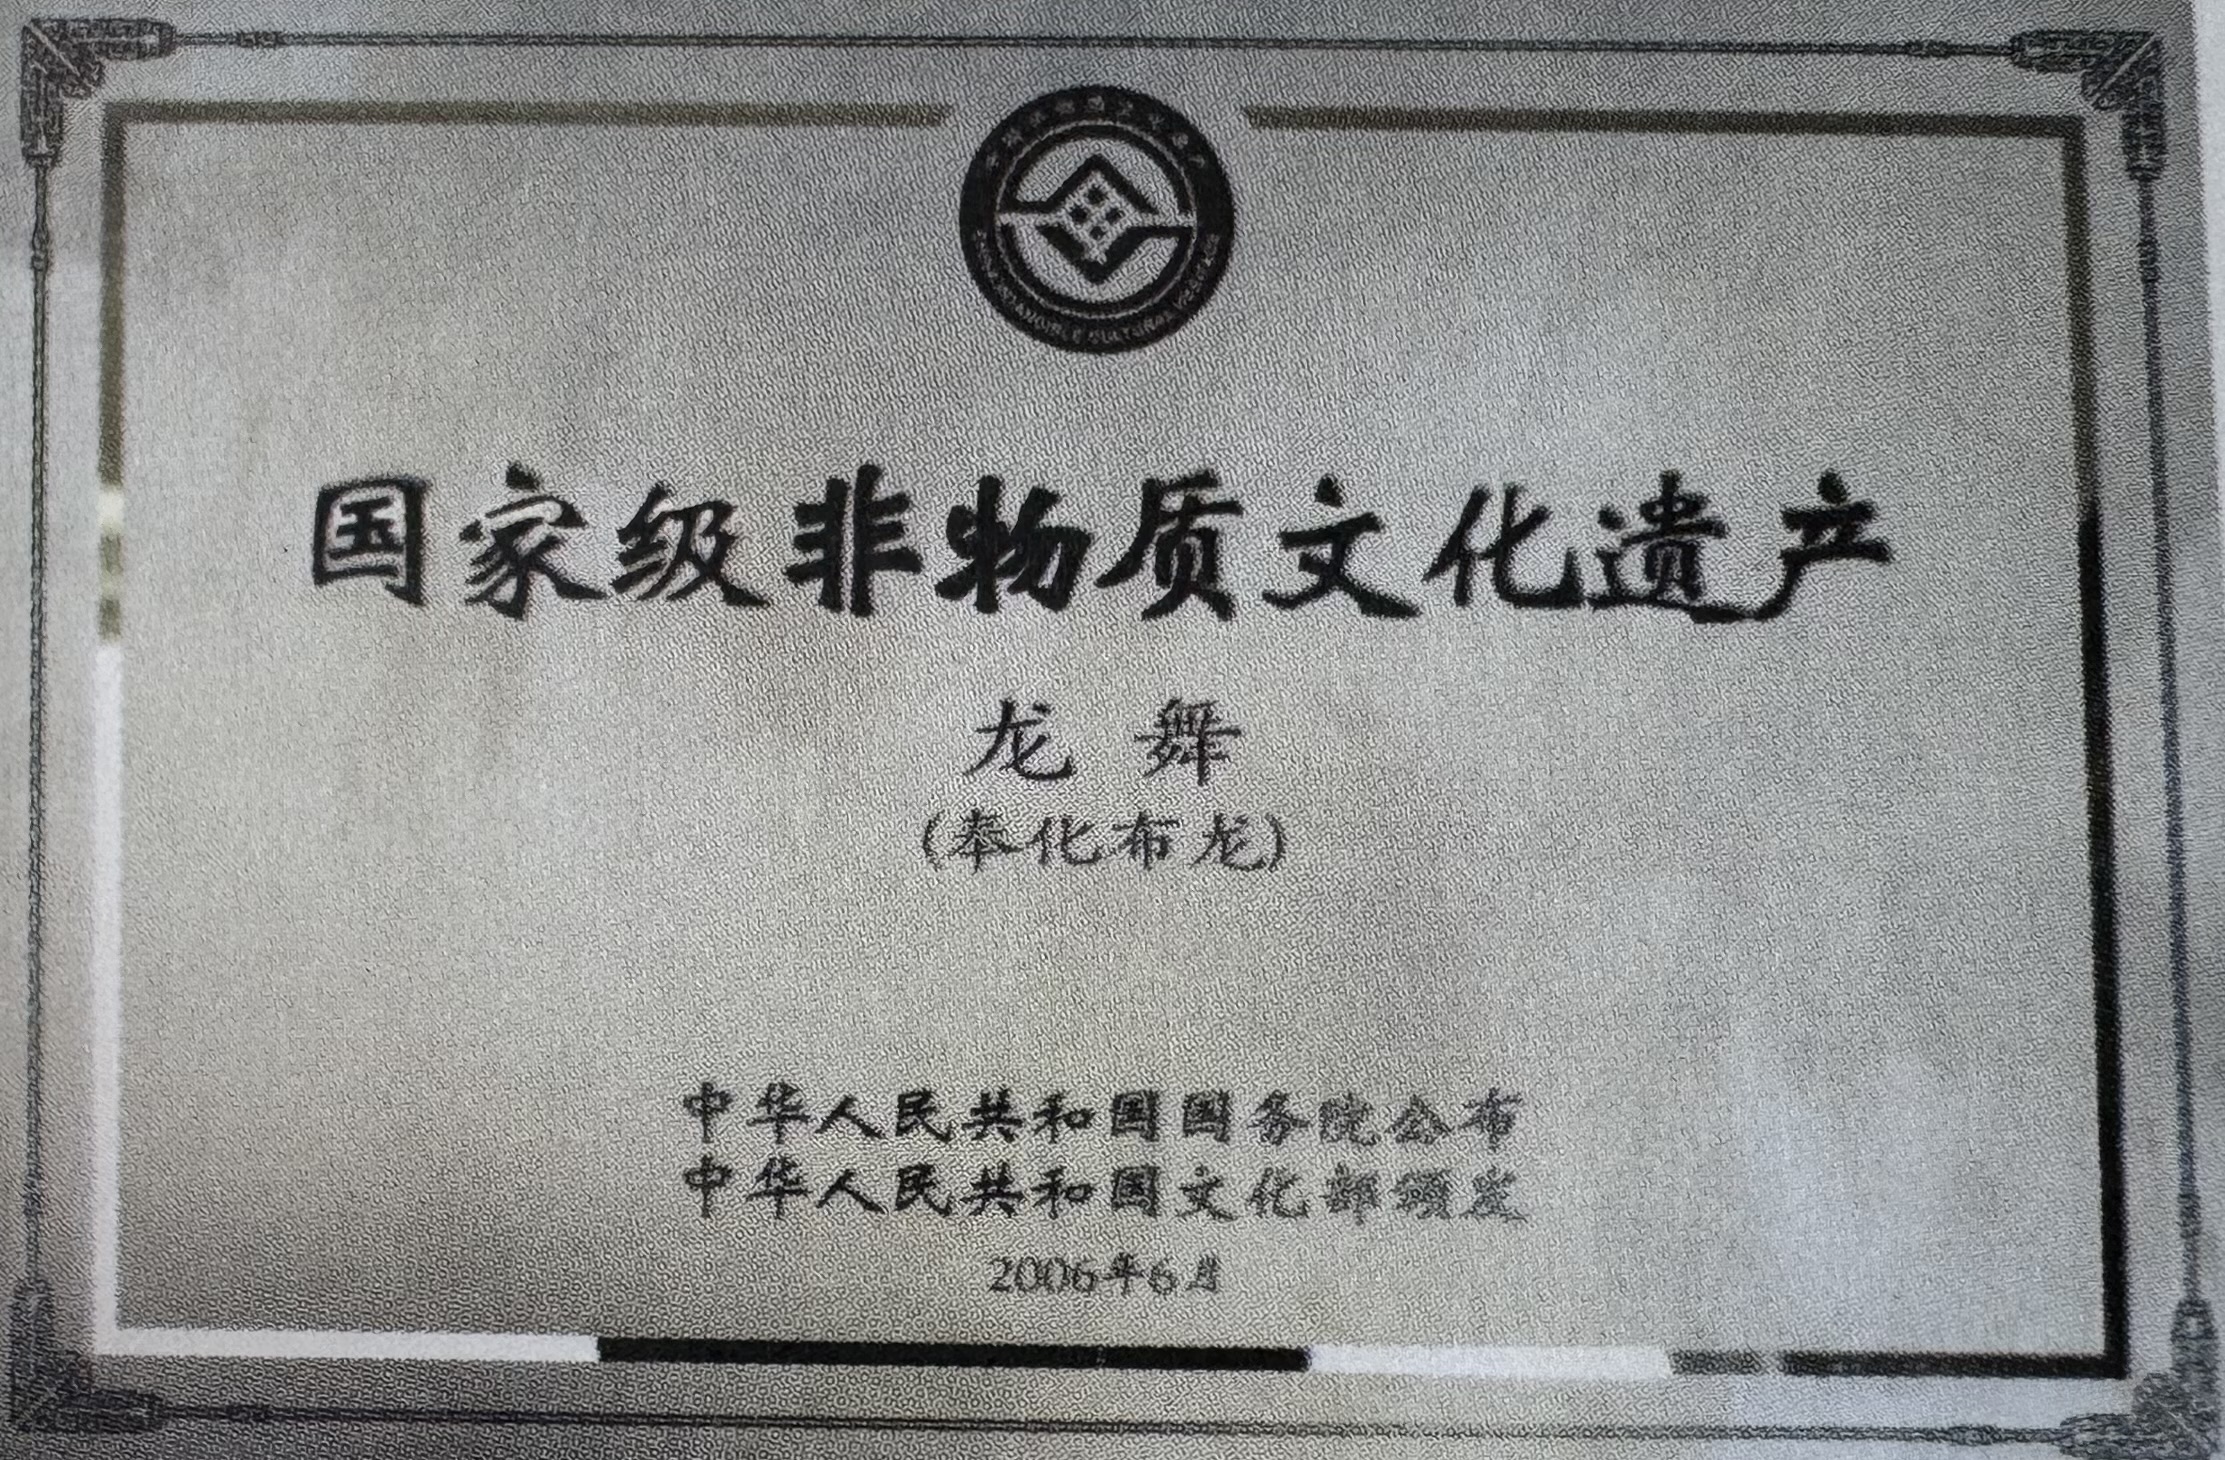 国家级非物质文化遗产
龙舞
(奉化布龙)
中华人民共和国国务院公布
中华人民共和国文化部颁发
2006年6月